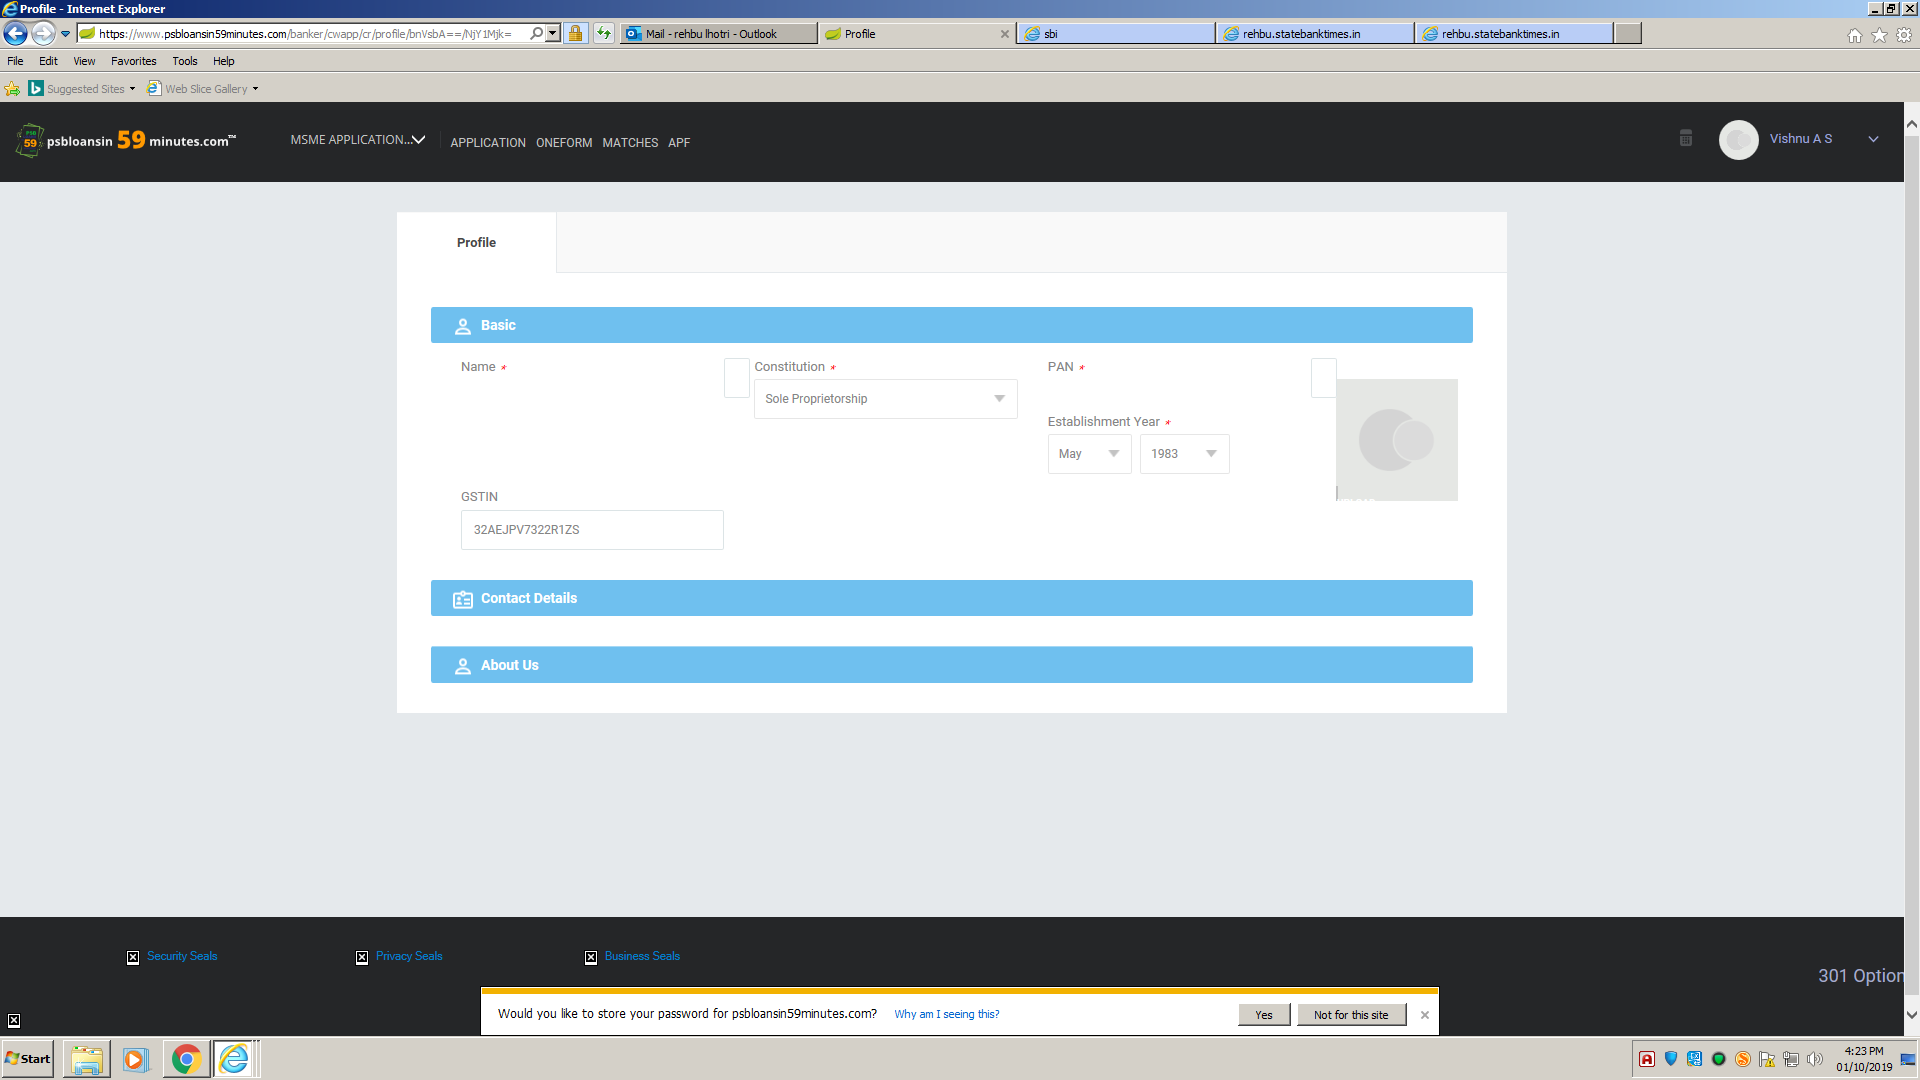 Profile - Internet Explorer
https://www.psbloansin59minutes.com/banker/cwapp/cr/profile/bnVsbA==/NjY1Mjk=
Mail - rehbu lhotri - Outlook
Profile
sbi
rehbu.statebanktimes.in
rehbu.statebanktimes.in
File Edit View Favorites Tools Help
Suggested Sites
Web Slice Gallery
psbloansin 59 minutes.com™
MSME APPLICATION...
APPLICATION ONEFORM MATCHES APF
Vishnu A S
Profile
Basic
Name *
Constitution *
PAN *
Sole Proprietorship
Establishment Year *
May
1983
GSTIN
32AEJPV7322R1ZS
Contact Details
About Us
Security Seals
Privacy Seals
Business Seals
301 Option
Would you like to store your password for psbloansin59minutes.com?
Why am I seeing this?
Yes
Not for this site
Start
4:23 PM
01/10/2019